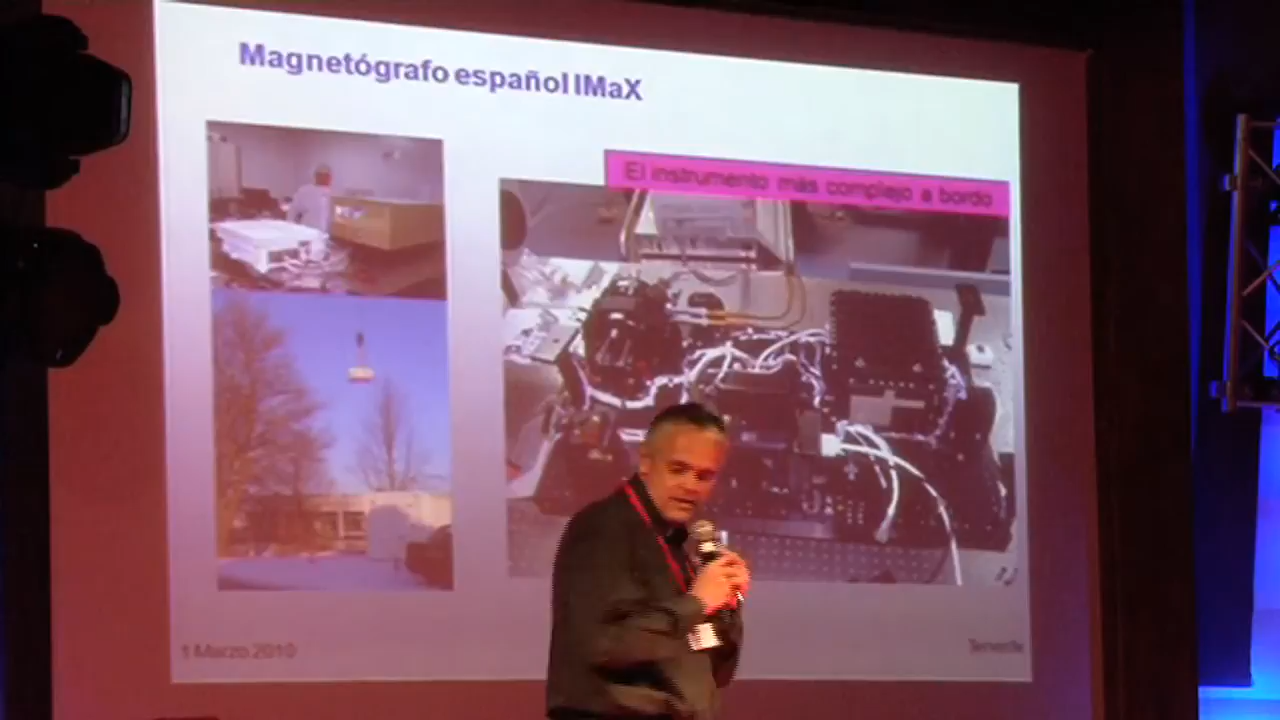 Magnetógrafo español IMaX
El instrumento más complejo a bordo
1 Marzo 2010
Tenerife